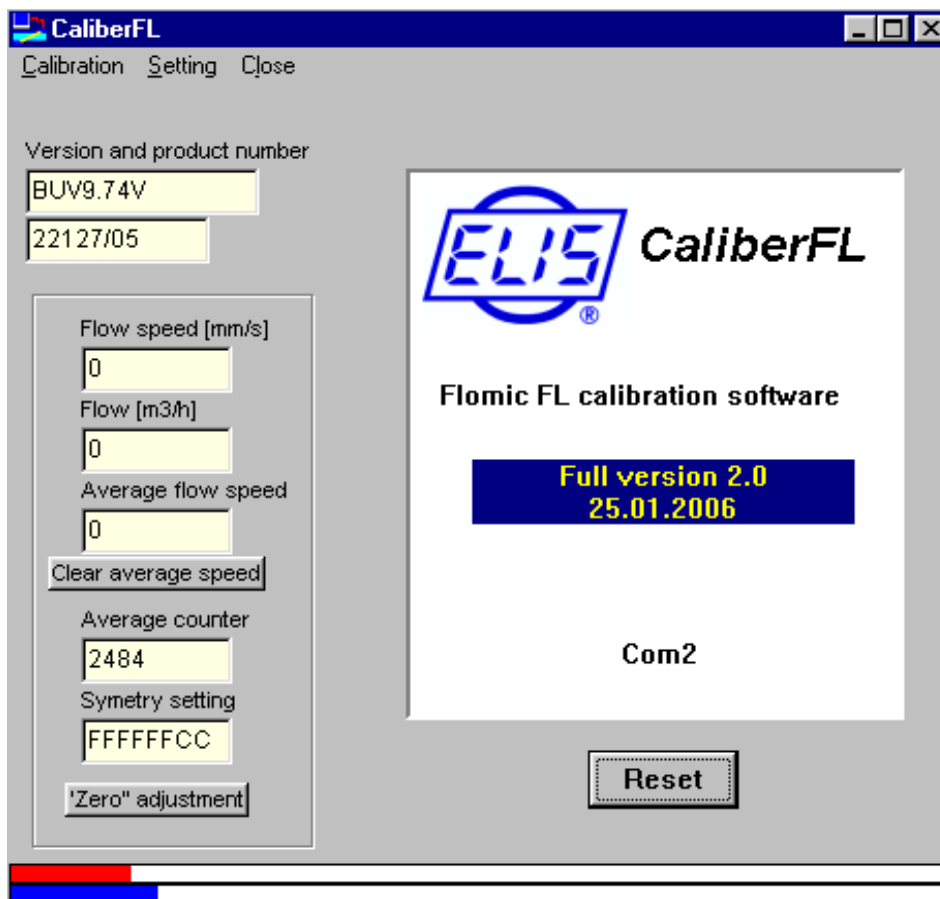 CaliberFL
Calibration Setting Close
Version and product number
BUV9.74V
22127/05
Flow speed [mm/s]
0
Flow [m3/h]
0
Average flow speed
0
Clear average speed
Average counter
2484
Symetry setting
FFFFFFCC
'Zero" adjustment
ELIS ®
CaliberFL
Flomic FL calibration software
Full version 2.0
25.01.2006
Com2
Reset